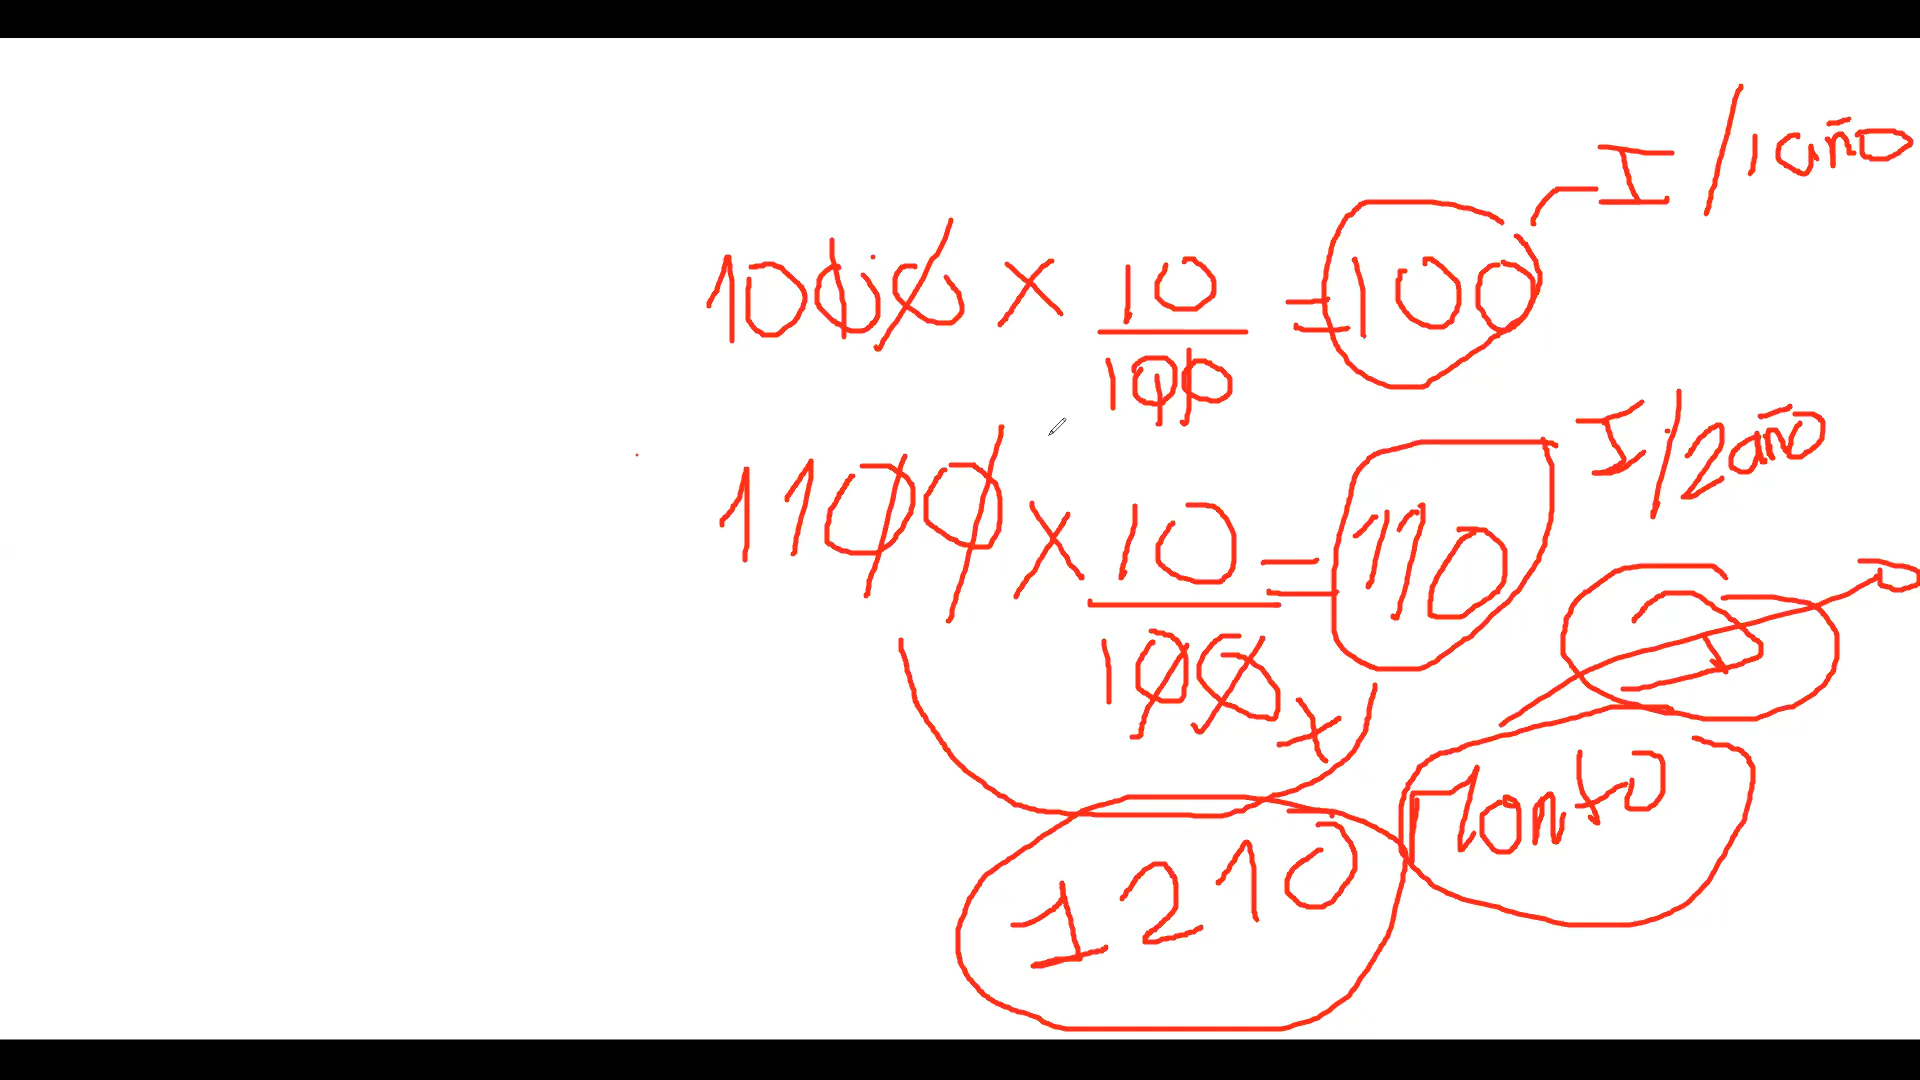 I/1año
1000 × 10/100 = 100
I/2año
1100 × 10/100 = 110
+
Monto
1210